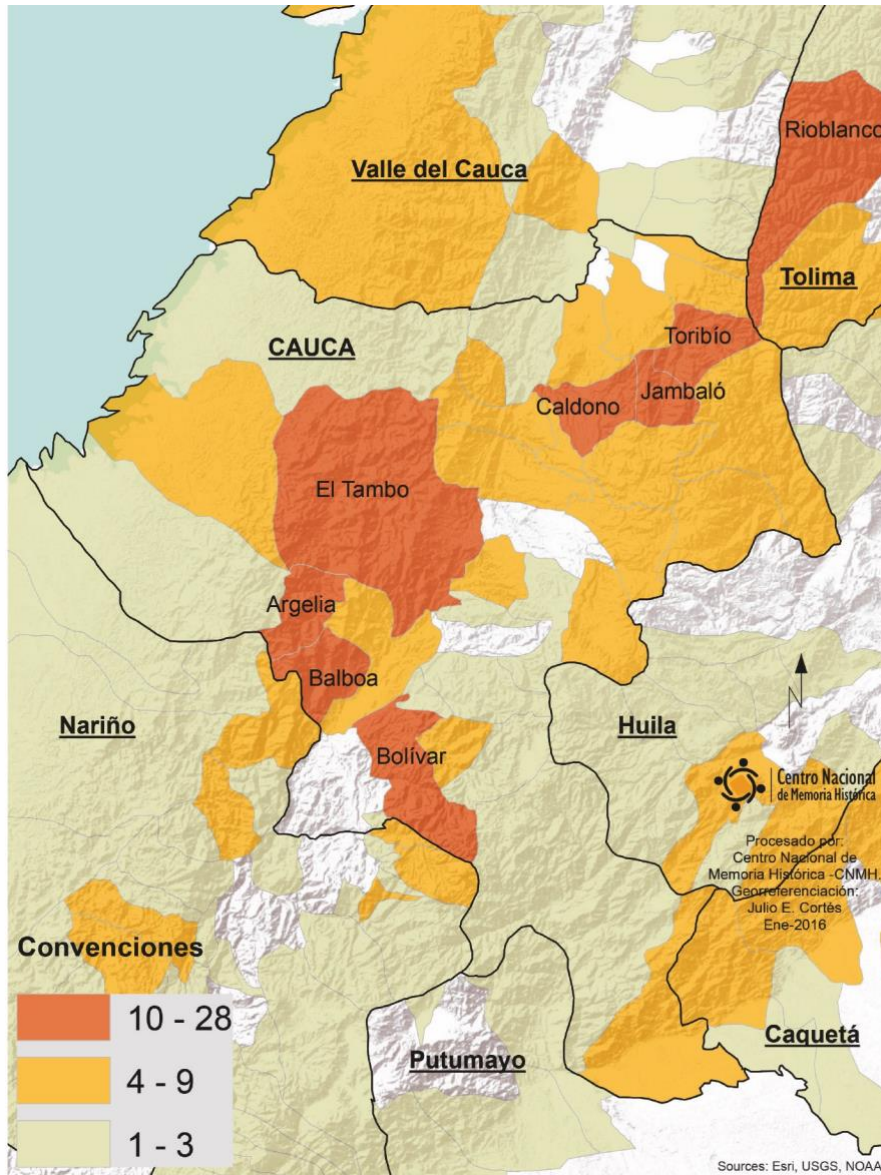 Rioblanco
Valle del Cauca
Tolima
Toribío
CAUCA
Jambaló
Caldono
El Tambo
Argelia
Balboa
Nariño
Huila
Bolívar
Centro Nacional
de Memoria Histórica
Procesado por:
Centro Nacional de
Memoria Histórica -CNMH.
Georreferenciación:
Julio E. Cortés
Ene-2016
N
Convenciones
10 - 28
4 - 9
1 - 3
Caquetá
Putumayo
Sources: Esri, USGS, NOAA